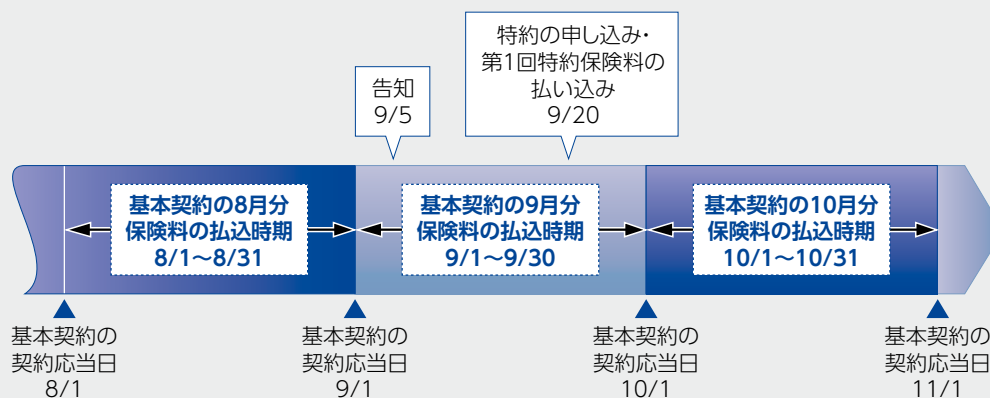 告知
9/5
特約の申し込み・
第1回特約保険料の
払い込み
9/20
基本契約の8月分
保険料の払込時期
8/1～8/31
基本契約の9月分
保険料の払込時期
9/1～9/30
基本契約の10月分
保険料の払込時期
10/1～10/31
基本契約の
契約応当日
8/1
基本契約の
契約応当日
9/1
基本契約の
契約応当日
10/1
基本契約の
契約応当日
11/1